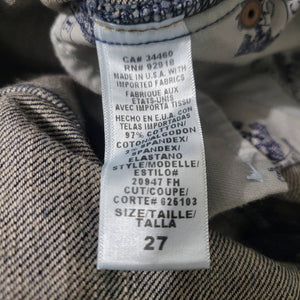 CA# 34460
RN# 92018
MADE IN U.S.A. WITH
IMPORTED FABRICS
FABRIQUE AUX
ETATS-UNIS
AVEC IMPORTA TISSU
HECHO EN E.U.A. CON
TELAS IMPORTADAS
97% COTTON/
COTON/ALGODON
3% SPANDEX/
SPANDEX/
ELASTANO
STYLE/MODELLE/
ESTILO#
20947 FH
CUT/COUPE/
CORTE# 626103
SIZE/TAILLE/
TALLA
27